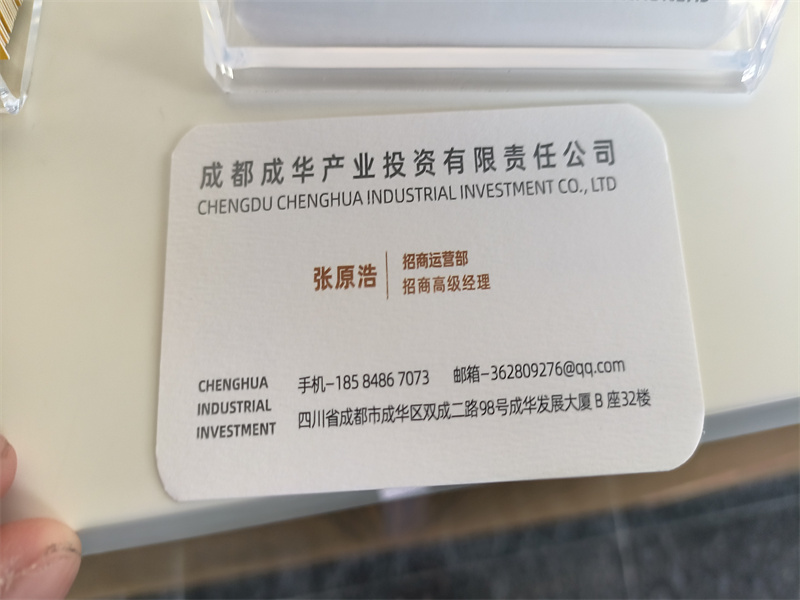 成都成华产业投资有限责任公司
CHENGDU CHENGHUA INDUSTRIAL INVESTMENT CO., LTD
张原浩
招商运营部
招商高级经理
CHENGHUA
INDUSTRIAL
INVESTMENT
手机-185 8486 7073 邮箱-362809276@qq.com
四川省成都市成华区双成二路98号成华发展大厦 B 座32楼